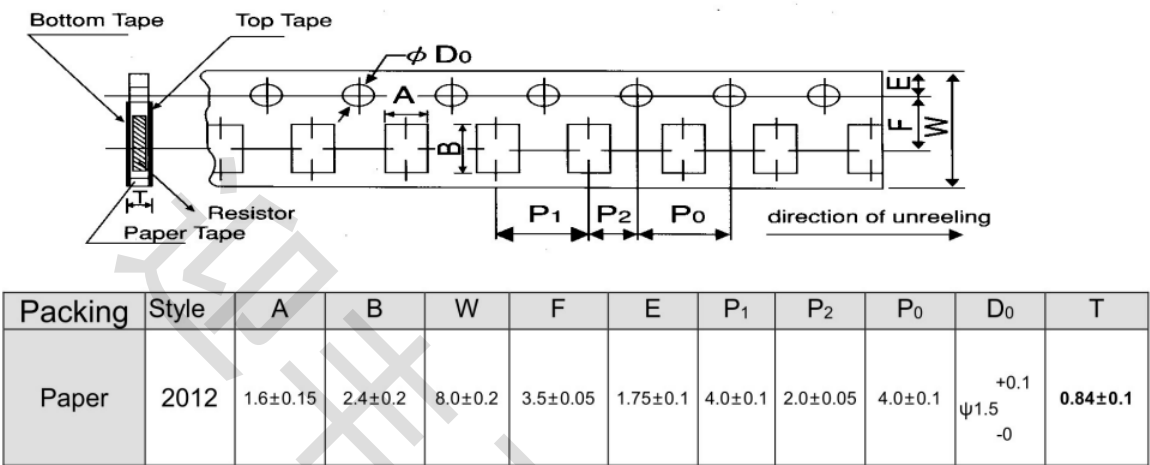 Bottom Tape Top Tape
ϕ D0
A
B
E
F
W
T
Resistor
Paper Tape
P1 P2 P0 direction of unreeling
Packing Style A B W F E P1 P2 P0 D0 T
Paper 2012 1.6±0.15 2.4±0.2 8.0±0.2 3.5±0.05 1.75±0.1 4.0±0.1 2.0±0.05 4.0±0.1 ψ1.5 +0.1 -0 0.84±0.1